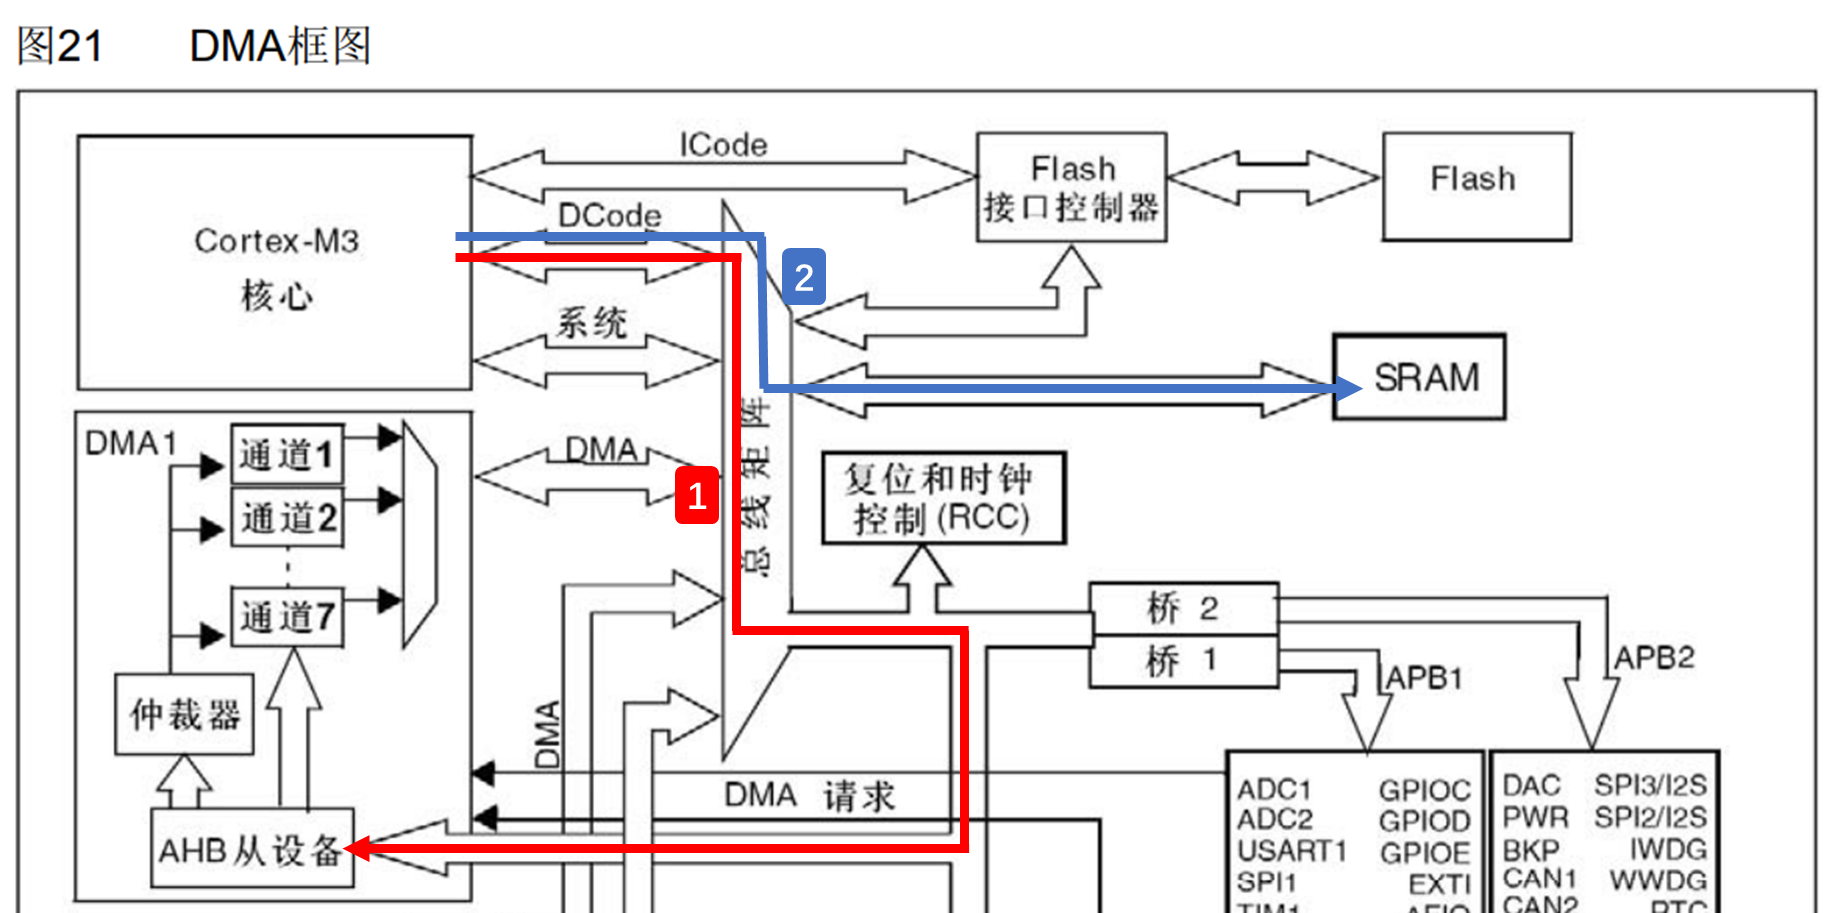 图21 DMA框图
ICode
Flash
接口控制器
Flash
Cortex-M3
核心
DCode
系统
2
SRAM
DMA1
通道1
通道2
通道7
仲裁器
AHB从设备
DMA
1
总线矩阵
复位和时钟
控制(RCC)
桥 2
桥 1
APB1
APB2
DMA
DMA 请求
ADC1 GPIOC
ADC2 GPIOD
USART1 GPIOE
SPI1 EXTI
TIM1 AFIO
DAC SPI3/I2S
PWR SPI2/I2S
BKP IWDG
CAN1 WWDG
CAN2 RTC